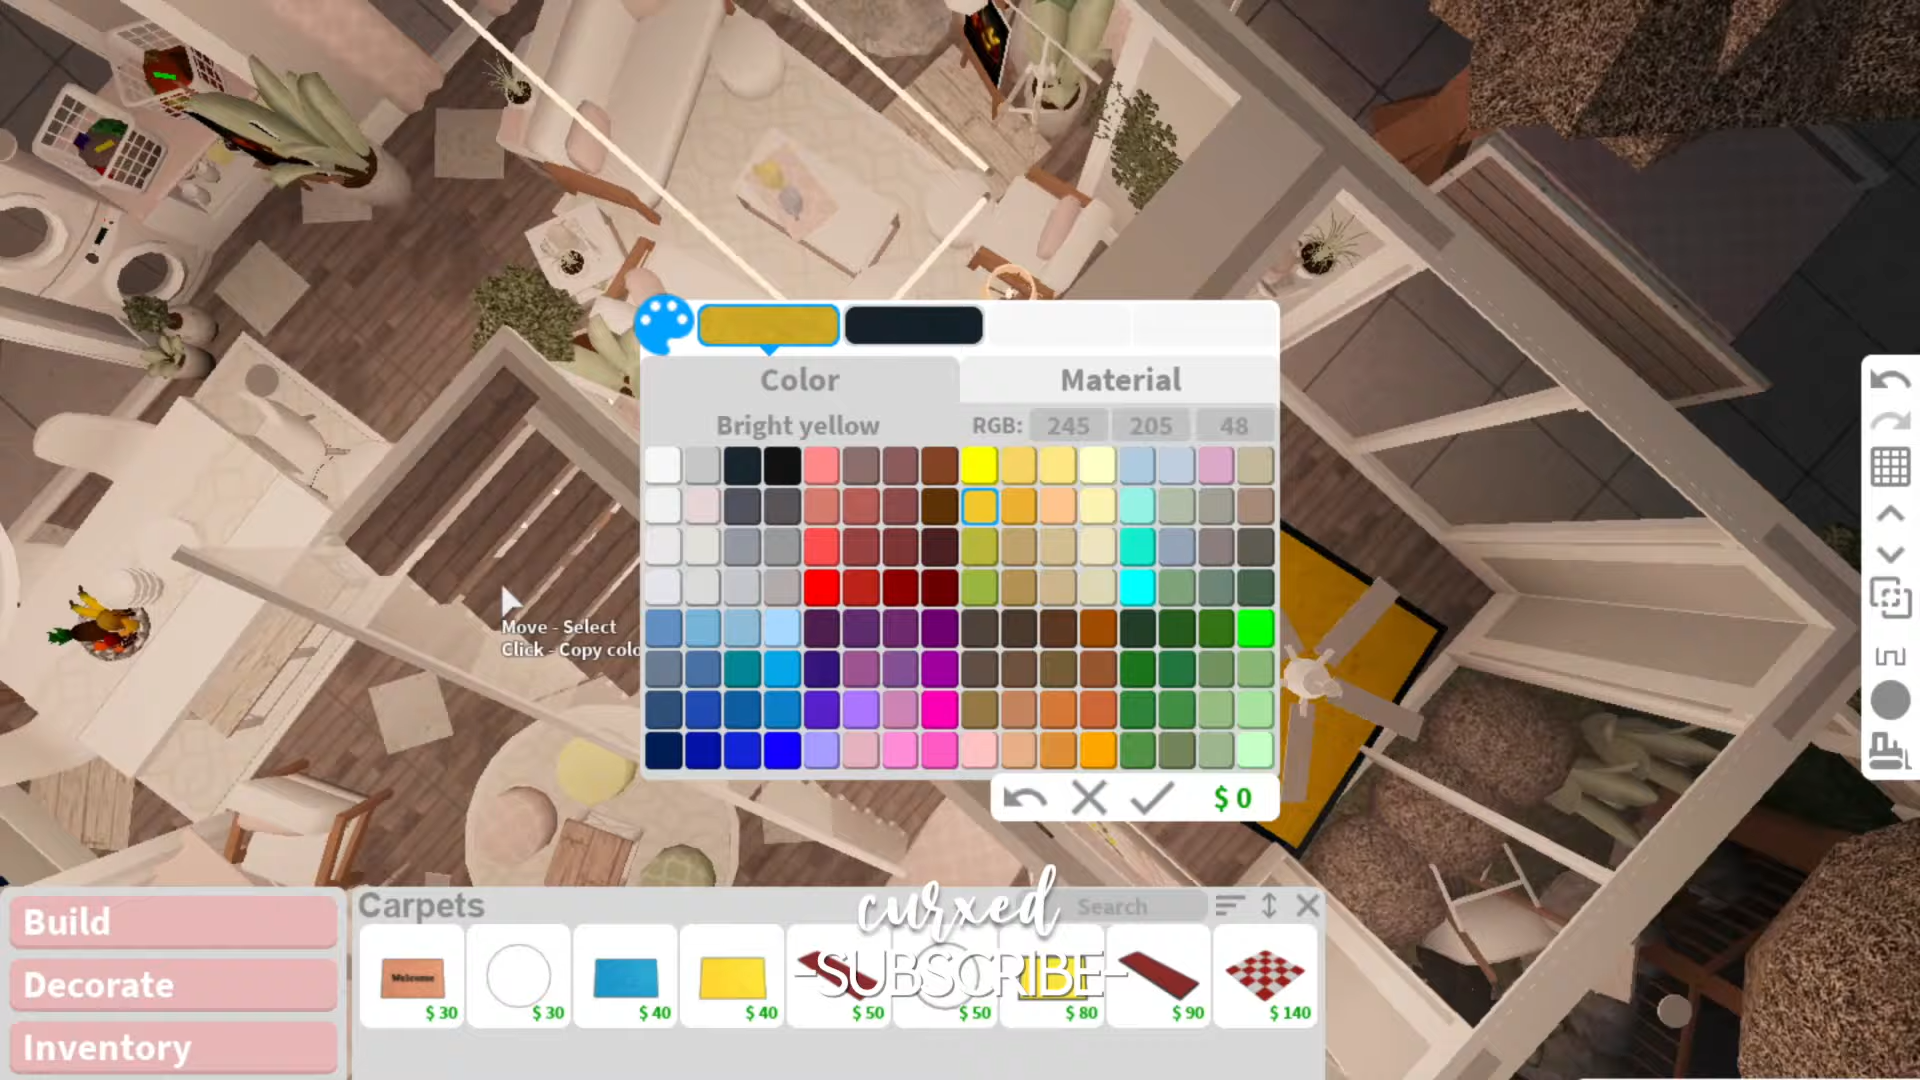 Color
Material
Bright yellow
RGB: 245 205 48
Move - Select
Click - Copy colo
$ 0
Build
Decorate
Inventory
Carpets
Search
curxed
-SUBSCRIBE-
Welcome
$ 30
$ 30
$ 40
$ 40
$ 50
$ 50
$ 80
$ 90
$ 140